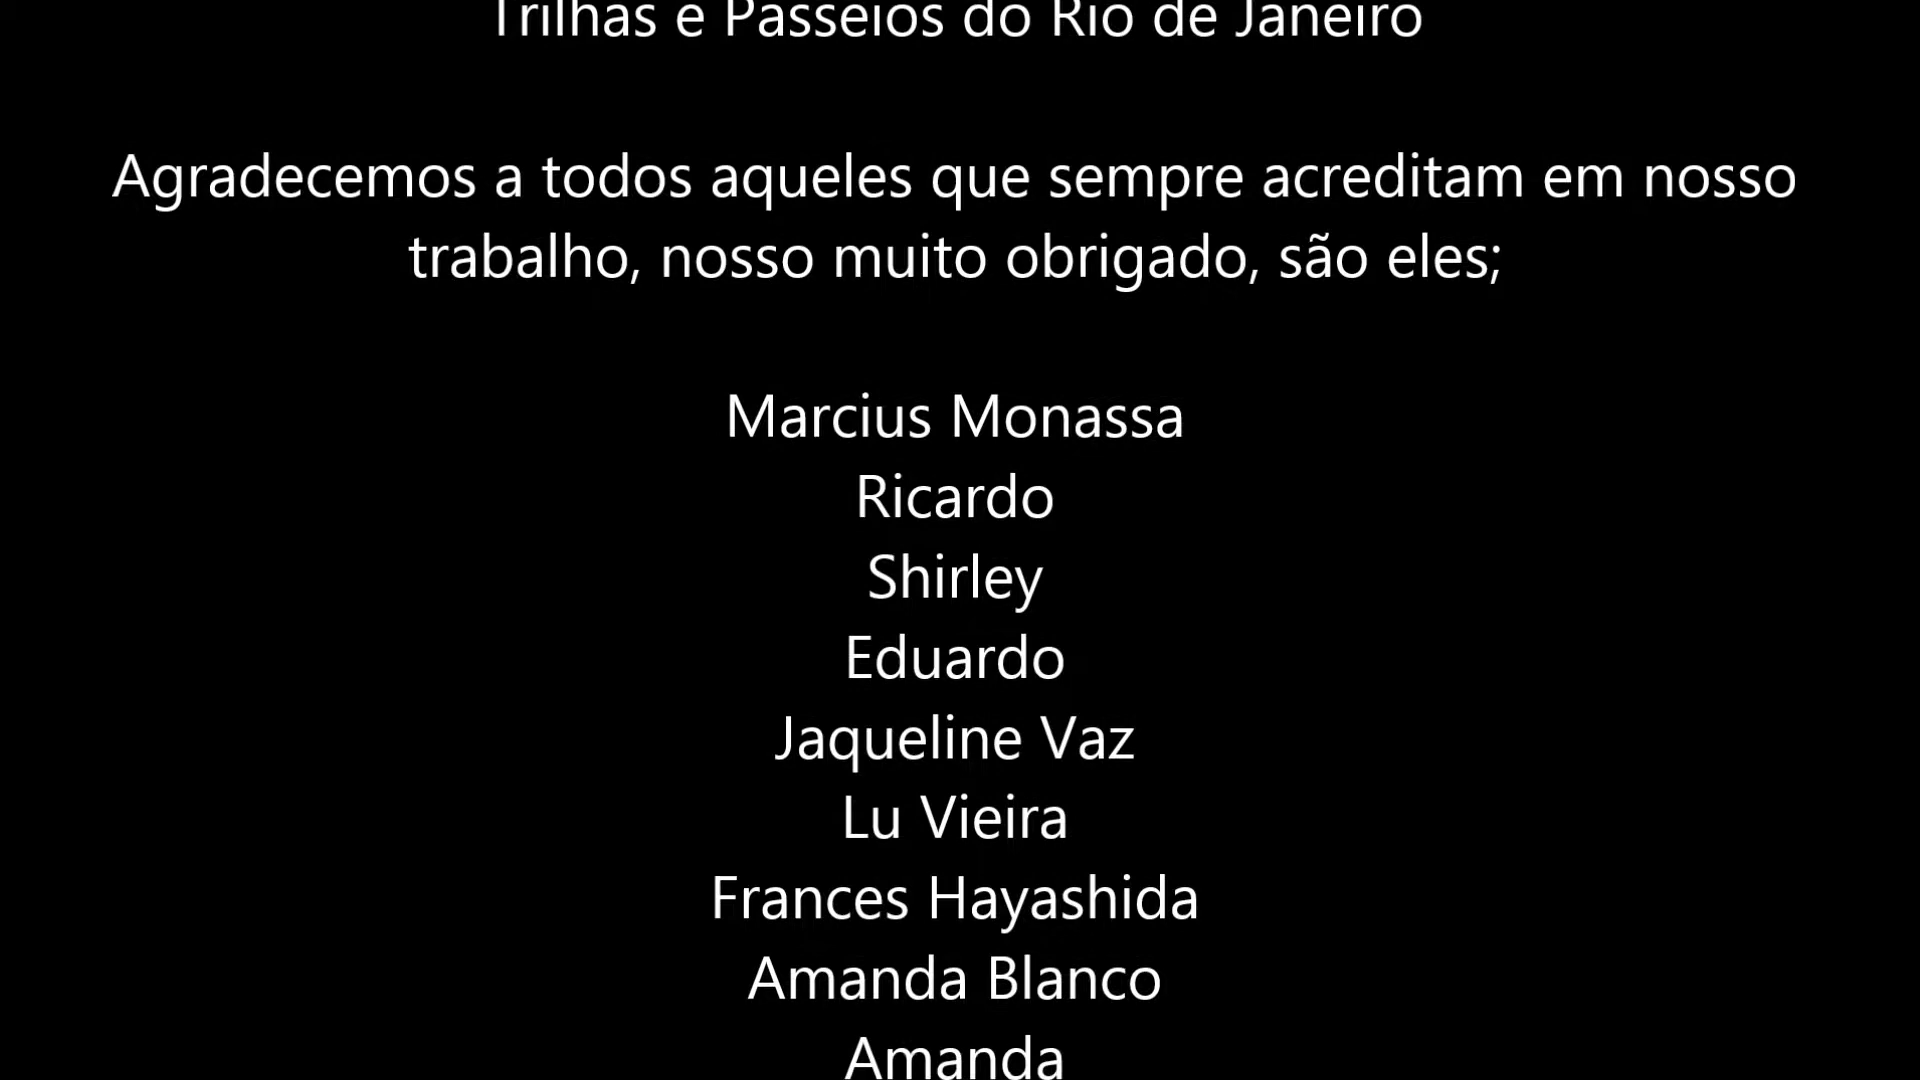 Trilhas e Passeios do Rio de Janeiro
Agradecemos a todos aqueles que sempre acreditam em nosso
trabalho, nosso muito obrigado, são eles;
Marcius Monassa
Ricardo
Shirley
Eduardo
Jaqueline Vaz
Lu Vieira
Frances Hayashida
Amanda Blanco
Amanda